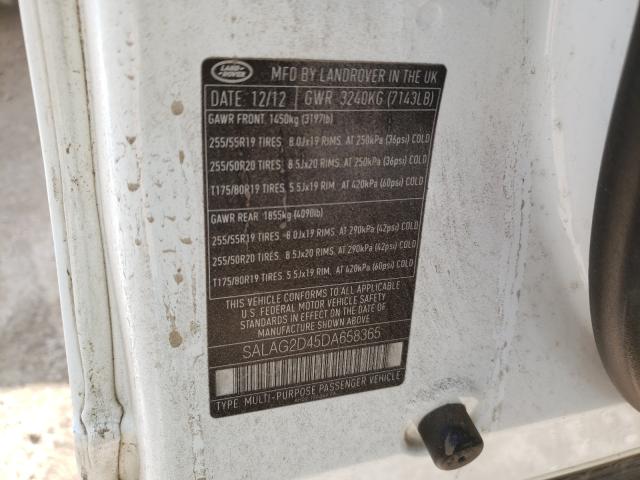 LAND ROVER
MFD BY LANDROVER IN THE UK
DATE 12/12 GWR 3240KG (7143LB)
GAWR FRONT 1450kg (3197lb)
255/55R19 TIRES 8.0Jx19 RIMS. AT 250kPa (36psi) COLD
255/50R20 TIRES. 8.5Jx20 RIMS. AT 250kPa (36psi) COLD
T175/80R19 TIRES 5.5Jx19 RIM, AT 420kPa (60psi) COLD
GAWR REAR 1855kg (4090lb)
255/55R19 TIRES 8.0Jx19 RIMS. AT 290kPa (42psi) COLD
255/50R20 TIRES. 8.5Jx20 RIMS. AT 290kPa (42psi) COLD
T175/80R19 TIRES. 5.5Jx19 RIM, AT 420kPa (60psi) COLD
THIS VEHICLE CONFORMS TO ALL APPLICABLE
U.S. FEDERAL MOTOR VEHICLE SAFETY
STANDARDS IN EFFECT ON THE DATE OF
MANUFACTURE SHOWN ABOVE
SALAG2D45DA658365
TYPE: MULTI-PURPOSE PASSENGER VEHICLE